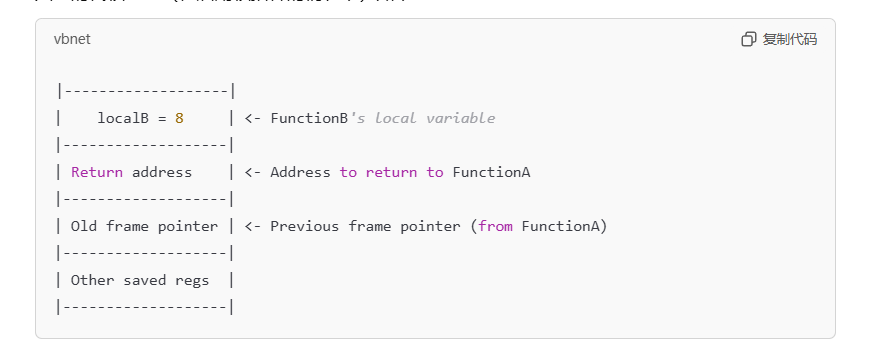 vbnet
复制代码
|-------------------|
|    localB = 8     | <- FunctionB's local variable
|-------------------|
| Return address    | <- Address to return to FunctionA
|-------------------|
| Old frame pointer | <- Previous frame pointer (from FunctionA)
|-------------------|
| Other saved regs  |
|-------------------|